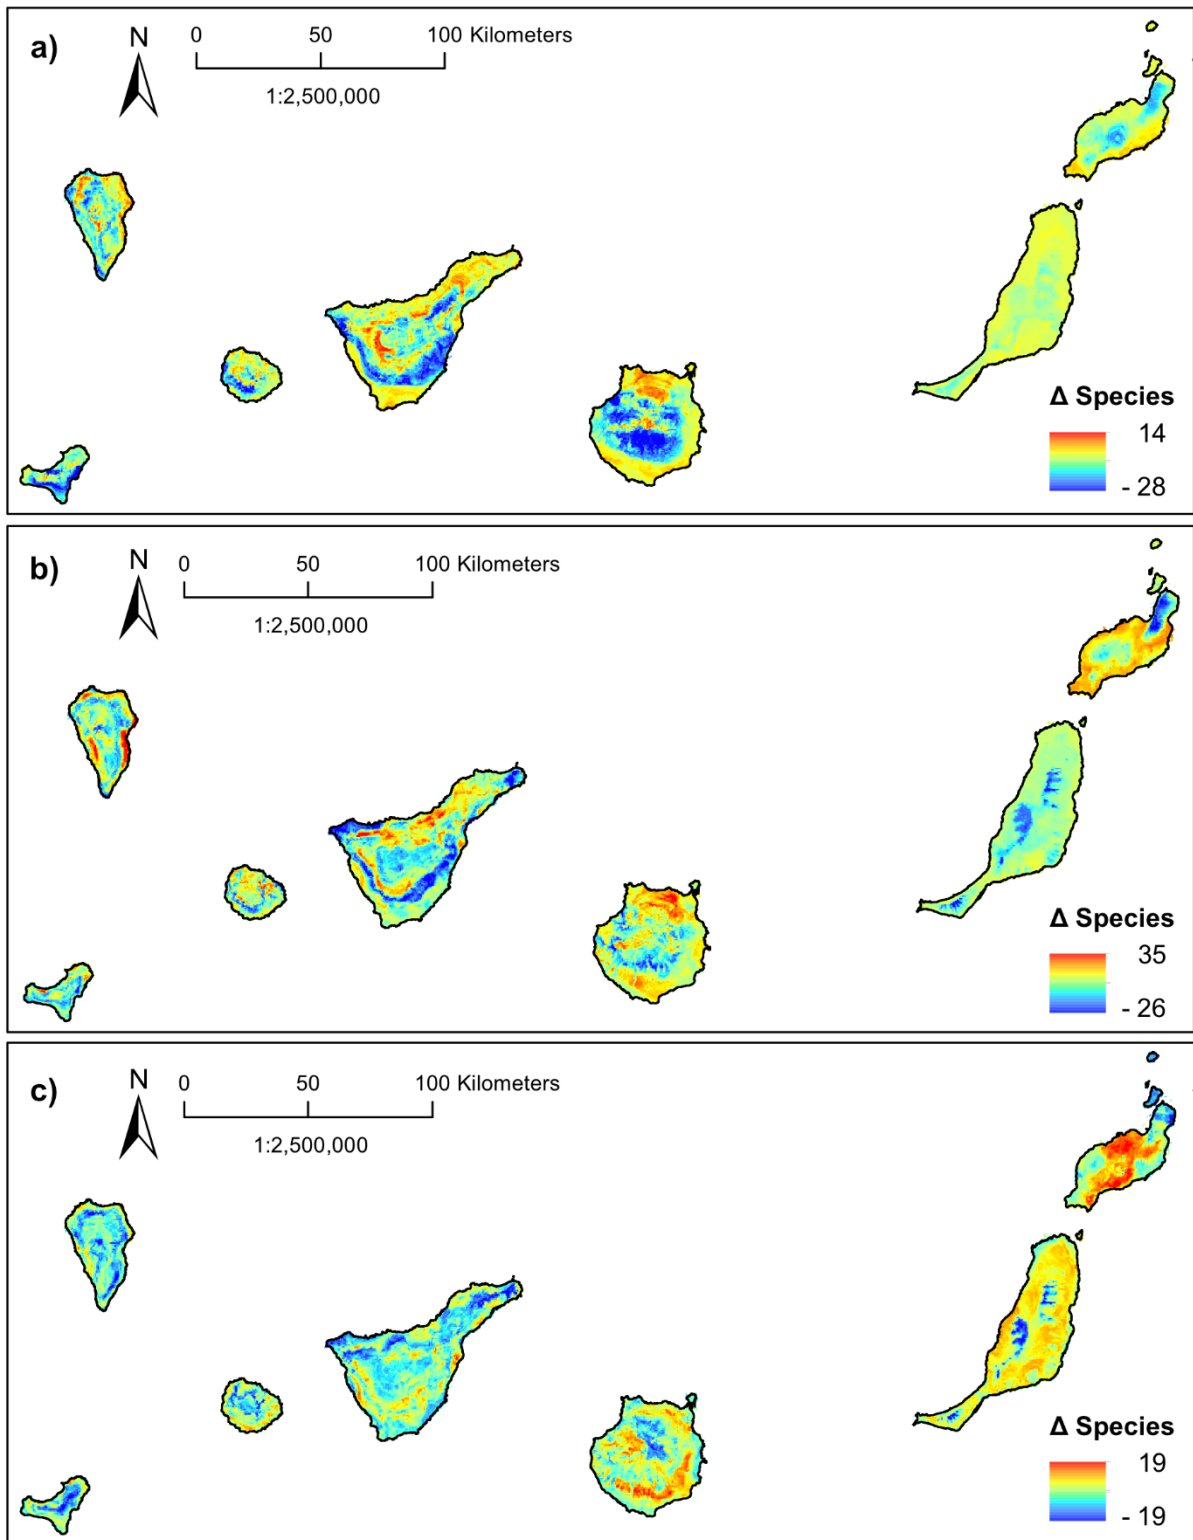 a)
N
0 50 100 Kilometers
1:2,500,000
Δ Species
14
- 28
b)
N
0 50 100 Kilometers
1:2,500,000
Δ Species
35
- 26
c)
N
0 50 100 Kilometers
1:2,500,000
Δ Species
19
- 19